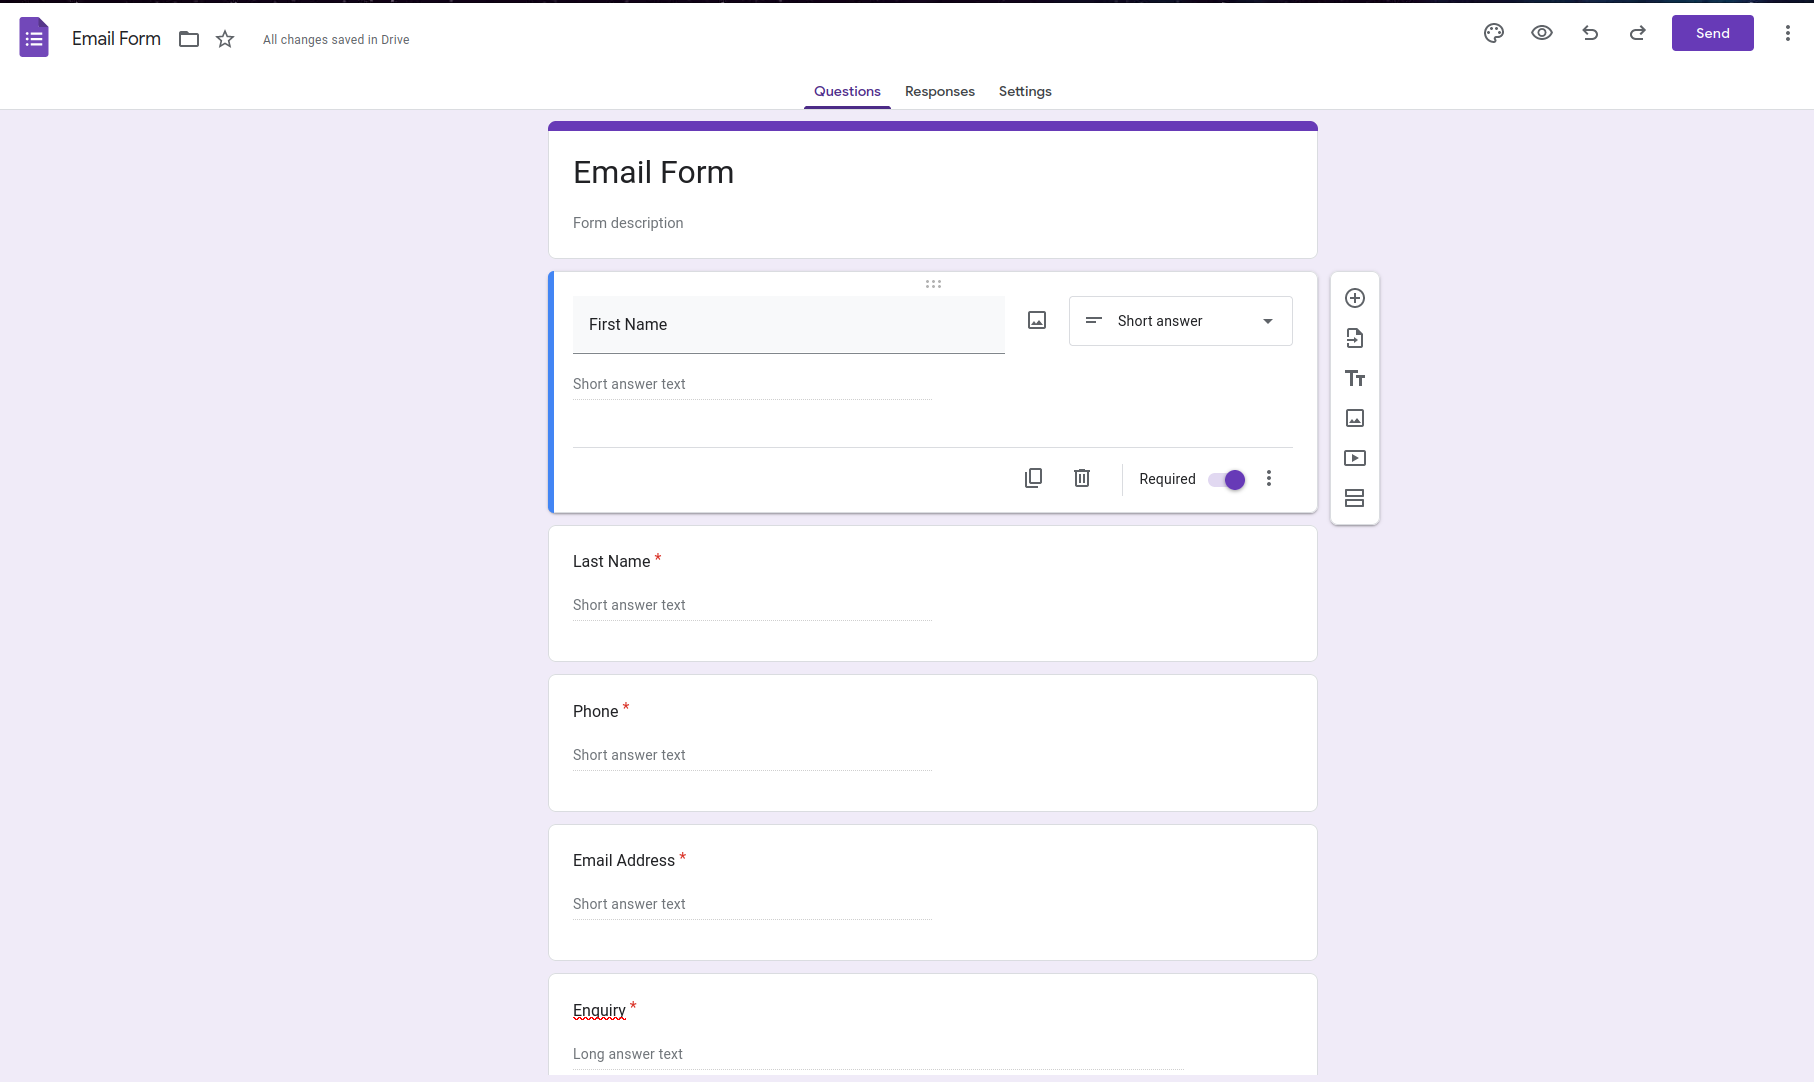 Email Form
All changes saved in Drive
Send
Questions Responses Settings
Email Form
Form description
First Name
Short answer
Short answer text
Required
Last Name *
Short answer text
Phone *
Short answer text
Email Address *
Short answer text
Enquiry *
Long answer text